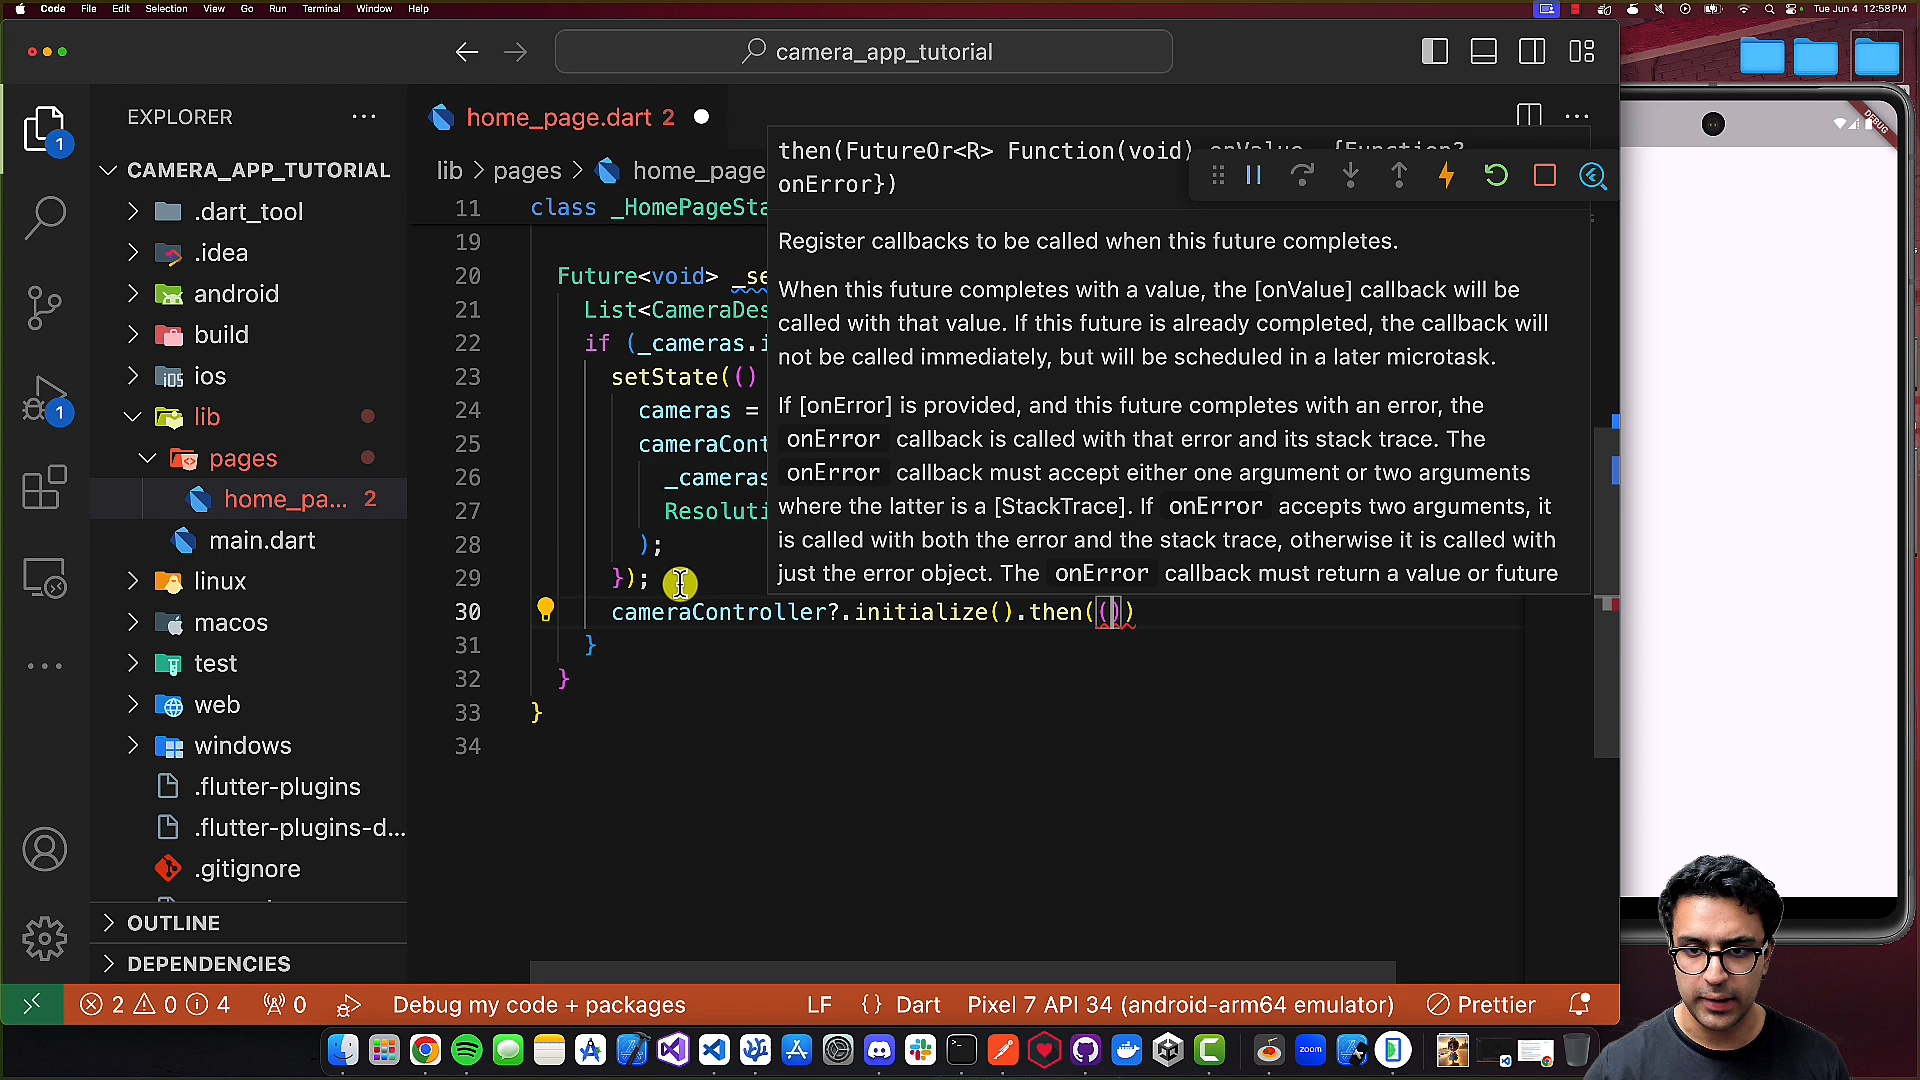 Code File Edit Selection View Go Run Terminal Window Help
Tue Jun 4 12:58 PM
camera_app_tutorial
EXPLORER
1
CAMERA_APP_TUTORIAL
.dart_tool
.idea
android
build
ios
lib
pages
home_pa... 2
main.dart
linux
macos
test
web
windows
.flutter-plugins
.flutter-plugins-d...
.gitignore
OUTLINE
DEPENDENCIES
1
home_page.dart 2
lib > pages > home_page
11 class _HomePageSta
19
20 Future<void> _se
21 List<CameraDes
22 if (_cameras.i
23 setState(()
24 cameras =
25 cameraCont
26 _cameras
27 Resoluti
28 );
29 });
30 cameraController?.initialize().then(())
31 }
32 }
33 }
34
then(FutureOr<R> Function(void) onValue, {Function?
onError})
Register callbacks to be called when this future completes.
When this future completes with a value, the [onValue] callback will be
called with that value. If this future is already completed, the callback will
not be called immediately, but will be scheduled in a later microtask.
If [onError] is provided, and this future completes with an error, the
onError callback is called with that error and its stack trace. The
onError callback must accept either one argument or two arguments
where the latter is a [StackTrace]. If onError accepts two arguments, it
is called with both the error and the stack trace, otherwise it is called with
just the error object. The onError callback must return a value or future
DEBUG
2 0 4 0 Debug my code + packages LF {} Dart Pixel 7 API 34 (android-arm64 emulator) Prettier
zoom